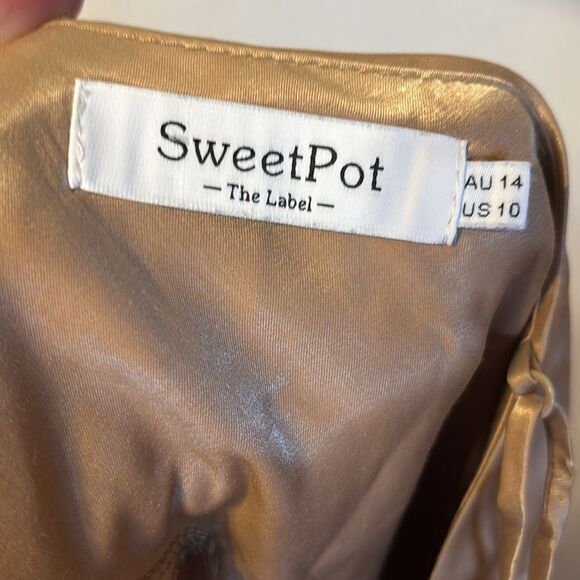 SweetPot
— The Label —
AU 14
US 10